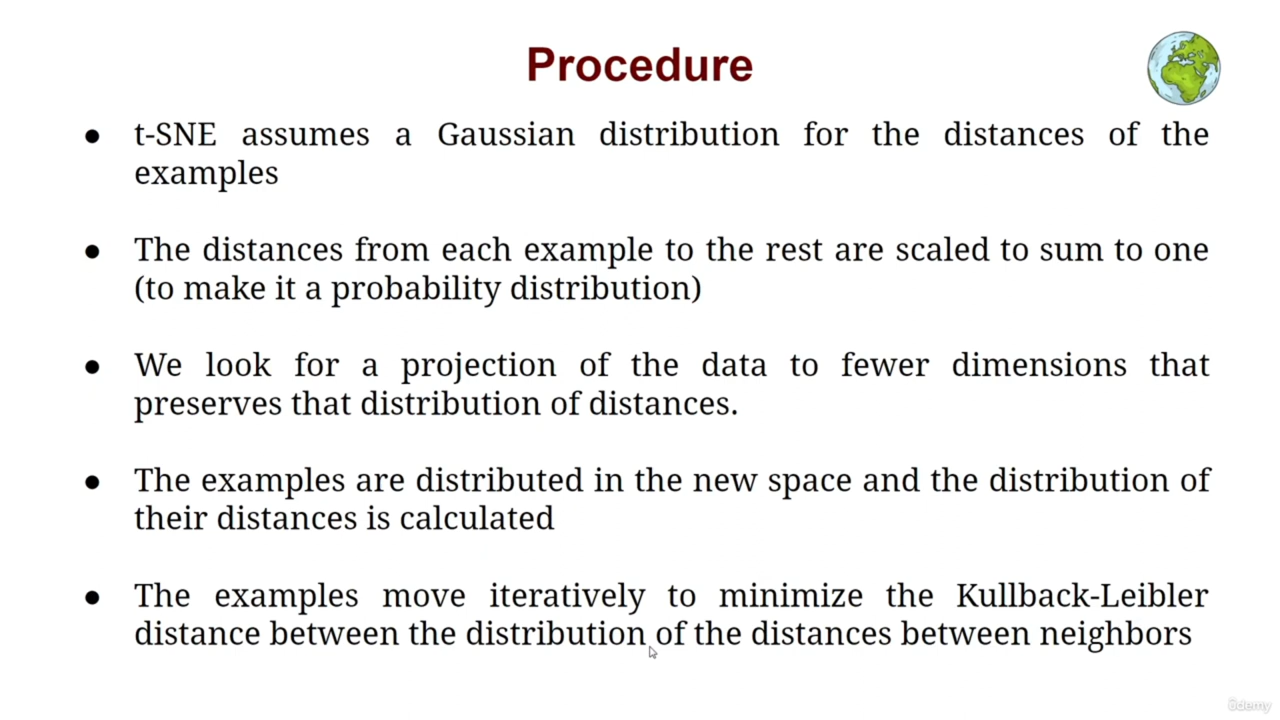 Procedure
● t-SNE assumes a Gaussian distribution for the distances of the
examples
● The distances from each example to the rest are scaled to sum to one
(to make it a probability distribution)
● We look for a projection of the data to fewer dimensions that
preserves that distribution of distances.
● The examples are distributed in the new space and the distribution of
their distances is calculated
● The examples move iteratively to minimize the Kullback-Leibler
distance between the distribution of the distances between neighbors
ûdemy